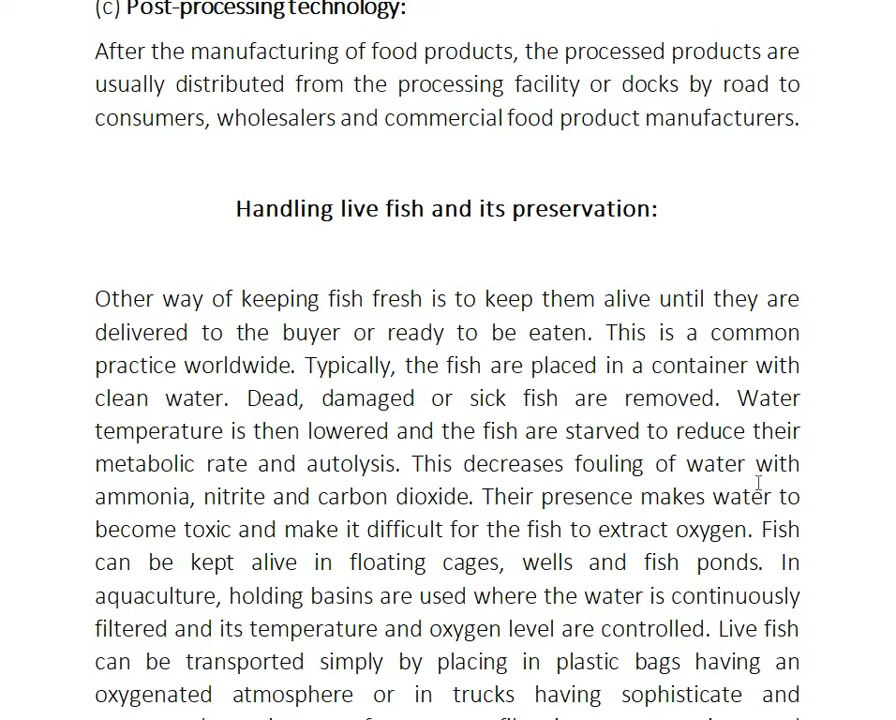 (c) Post-processing technology:
After the manufacturing of food products, the processed products are
usually distributed from the processing facility or docks by road to
consumers, wholesalers and commercial food product manufacturers.
Handling live fish and its preservation:
Other way of keeping fish fresh is to keep them alive until they are
delivered to the buyer or ready to be eaten. This is a common
practice worldwide. Typically, the fish are placed in a container with
clean water. Dead, damaged or sick fish are removed. Water
temperature is then lowered and the fish are starved to reduce their
metabolic rate and autolysis. This decreases fouling of water with
ammonia, nitrite and carbon dioxide. Their presence makes water to
become toxic and make it difficult for the fish to extract oxygen. Fish
can be kept alive in floating cages, wells and fish ponds. In
aquaculture, holding basins are used where the water is continuously
filtered and its temperature and oxygen level are controlled. Live fish
can be transported simply by placing in plastic bags having an
oxygenated atmosphere or in trucks having sophisticate and